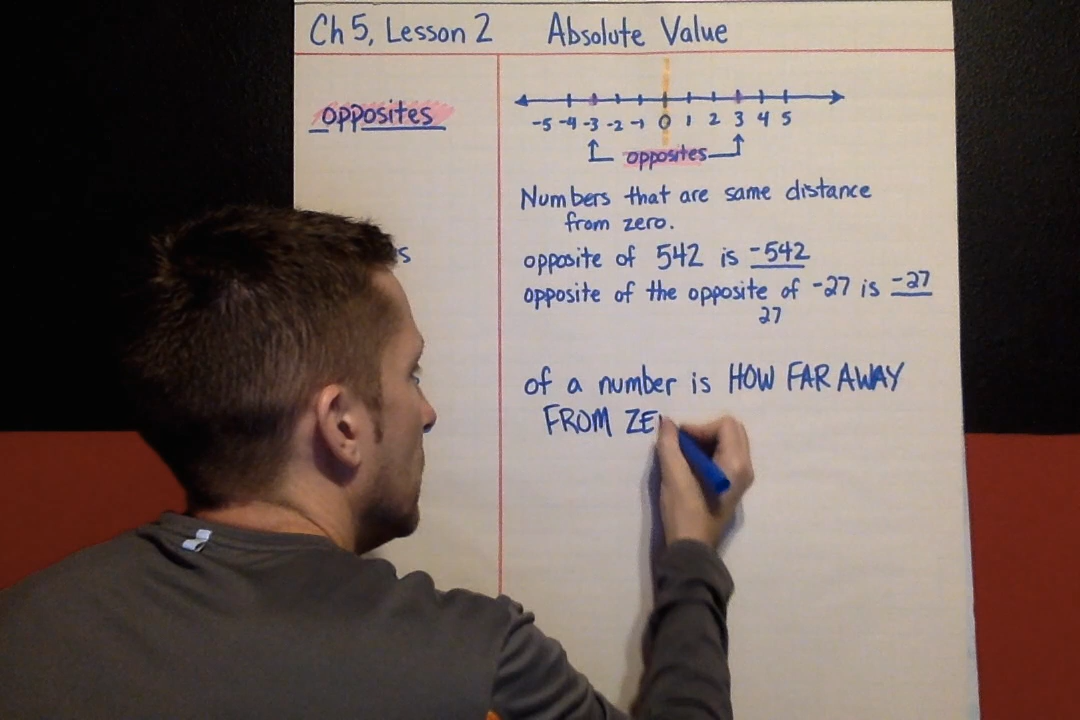 Ch 5, Lesson 2 Absolute Value
opposites
-5 -4 -3 -2 -1 0 1 2 3 4 5
opposites
Numbers that are same distance
from zero.
opposite of 542 is -542
opposite of the opposite of -27 is -27
27
of a number is HOW FAR AWAY
FROM